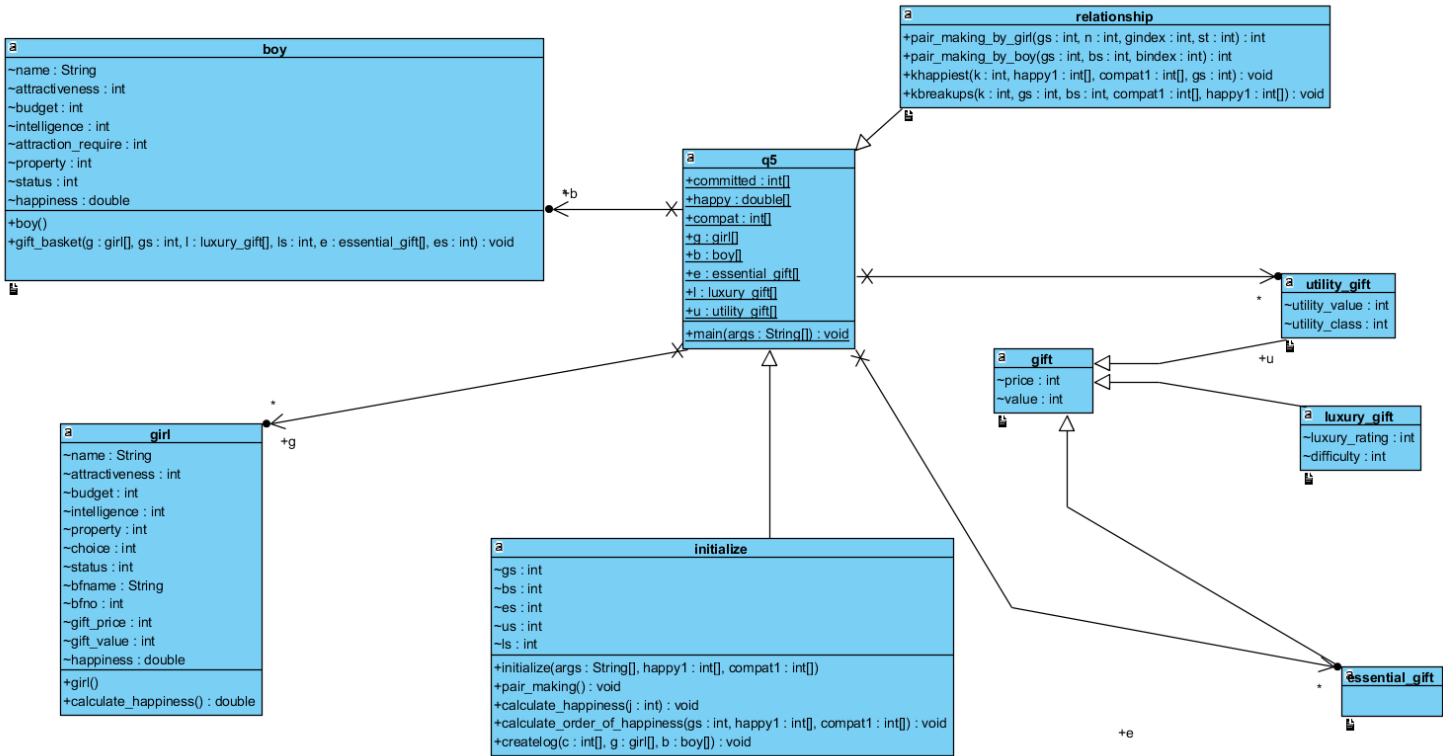 boy
~name : String
~attractiveness : int
~budget : int
~intelligence : int
~attraction_require : int
~property : int
~status : int
~happiness : double
+boy()
+gift_basket(g : girl[], gs : int, l : luxury_gift[], ls : int, e : essential_gift[], es : int) : void
relationship
+pair_making_by_girl(gs : int, n : int, gindex : int, st : int) : int
+pair_making_by_boy(gs : int, bs : int, bindex : int) : int
+khappiest(k : int, happy1 : int[], compat1 : int[], gs : int) : void
+kbreakups(k : int, gs : int, bs : int, compat1 : int[], happy1 : int[]) : void
q5
+committed : int[]
+happy : double[]
+compat : int[]
+g : girl[]
+b : boy[]
+e : essential_gift[]
+l : luxury_gift[]
+u : utility_gift[]
+main(args : String[]) : void
*
+b
utility_gift
~utility_value : int
~utility_class : int
*
+u
gift
~price : int
~value : int
luxury_gift
~luxury_rating : int
~difficulty : int
*
+g
girl
~name : String
~attractiveness : int
~budget : int
~intelligence : int
~property : int
~choice : int
~status : int
~bfname : String
~bfno : int
~gift_price : int
~gift_value : int
~happiness : double
+girl()
+calculate_happiness() : double
initialize
~gs : int
~bs : int
~es : int
~us : int
~ls : int
+initialize(args : String[], happy1 : int[], compat1 : int[])
+pair_making() : void
+calculate_happiness(j : int) : void
+calculate_order_of_happiness(gs : int, happy1 : int[], compat1 : int[]) : void
+createlog(c : int[], g : girl[], b : boy[]) : void
essential_gift
*
+e